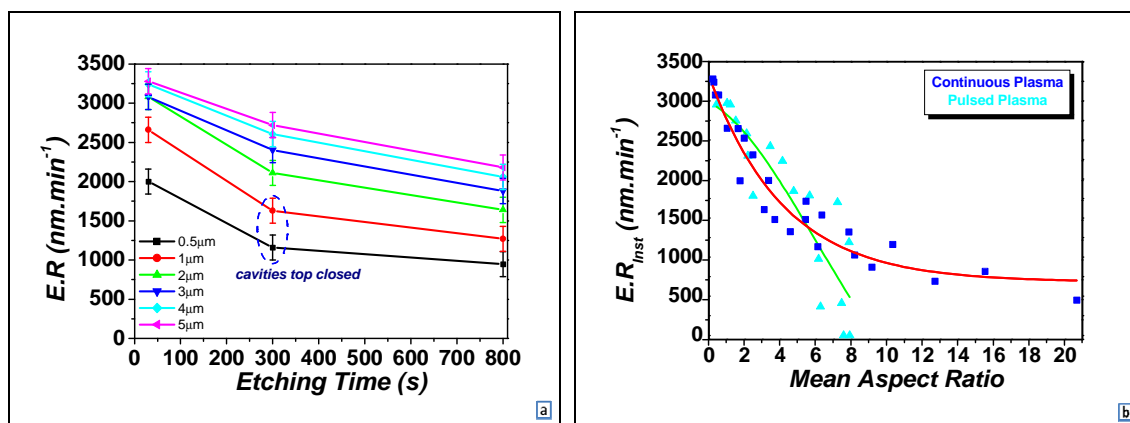 3500
3000
2500
2000
1500
1000
500
0
E.R (nm.min⁻¹)
0.5µm
1µm
2µm
3µm
4µm
5µm
cavities top closed
0 100 200 300 400 500 600 700 800
Etching Time (s)
a
3500
3000
2500
2000
1500
1000
500
0
E.R_Inst (nm.min⁻¹)
Continuous Plasma
Pulsed Plasma
0 2 4 6 8 10 12 14 16 18 20
Mean Aspect Ratio
b